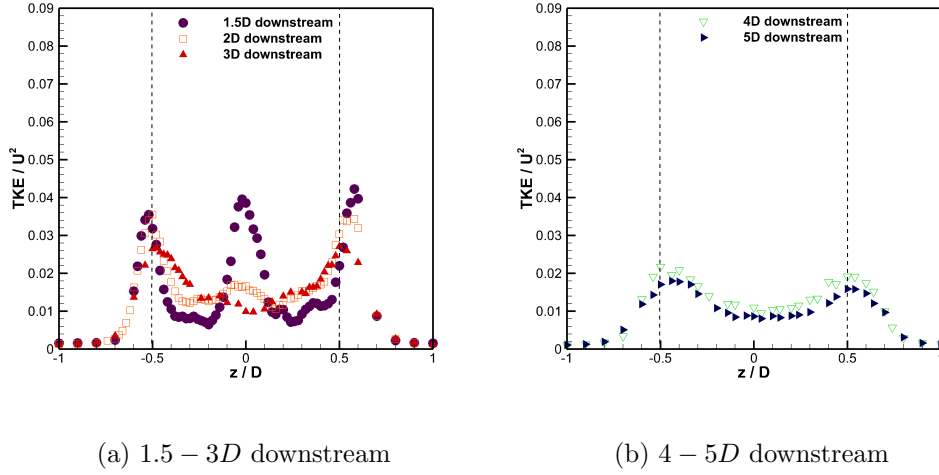 1.5D downstream
2D downstream
3D downstream
TKE / U²
0.09
0.08
0.07
0.06
0.05
0.04
0.03
0.02
0.01
0
-1 -0.5 0 0.5 1
z / D
(a) 1.5 − 3D downstream
4D downstream
5D downstream
TKE / U²
0.09
0.08
0.07
0.06
0.05
0.04
0.03
0.02
0.01
0
-1 -0.5 0 0.5 1
z / D
(b) 4 − 5D downstream